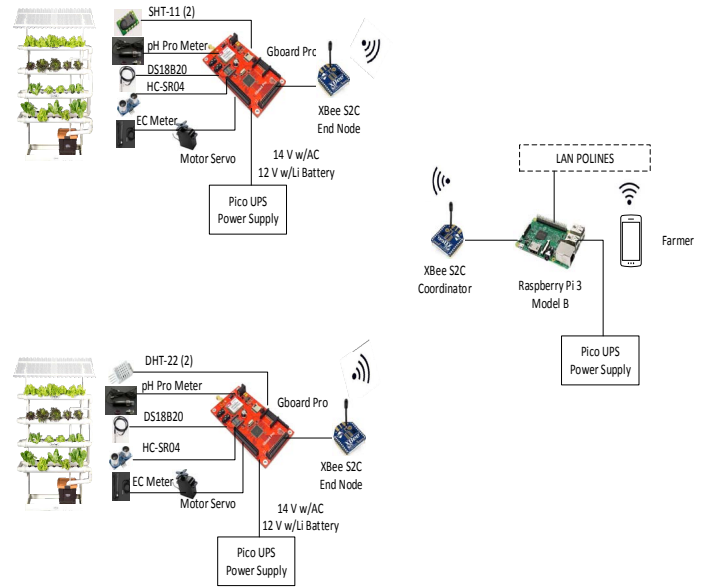 SHT-11 (2)
pH Pro Meter
DS18B20
HC-SR04
EC Meter
Motor Servo
Gboard Pro
XBee S2C
End Node
14 V w/AC
12 V w/Li Battery
Pico UPS
Power Supply
LAN POLINES
XBee S2C
Coordinator
Raspberry Pi 3
Model B
Farmer
Pico UPS
Power Supply
DHT-22 (2)
pH Pro Meter
DS18B20
HC-SR04
EC Meter
Motor Servo
Gboard Pro
XBee S2C
End Node
14 V w/AC
12 V w/Li Battery
Pico UPS
Power Supply